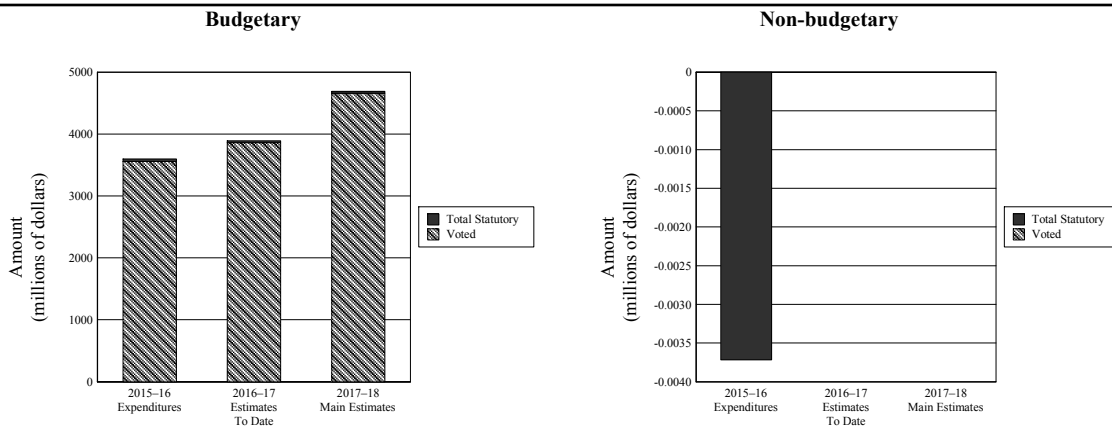 Budgetary
Amount
(millions of dollars)
5000
4000
3000
2000
1000
0
2015–16
Expenditures
2016–17
Estimates
To Date
2017–18
Main Estimates
Total Statutory
Voted
Non-budgetary
Amount
(millions of dollars)
0
-0.0005
-0.0010
-0.0015
-0.0020
-0.0025
-0.0030
-0.0035
-0.0040
2015–16
Expenditures
2016–17
Estimates
To Date
2017–18
Main Estimates
Total Statutory
Voted